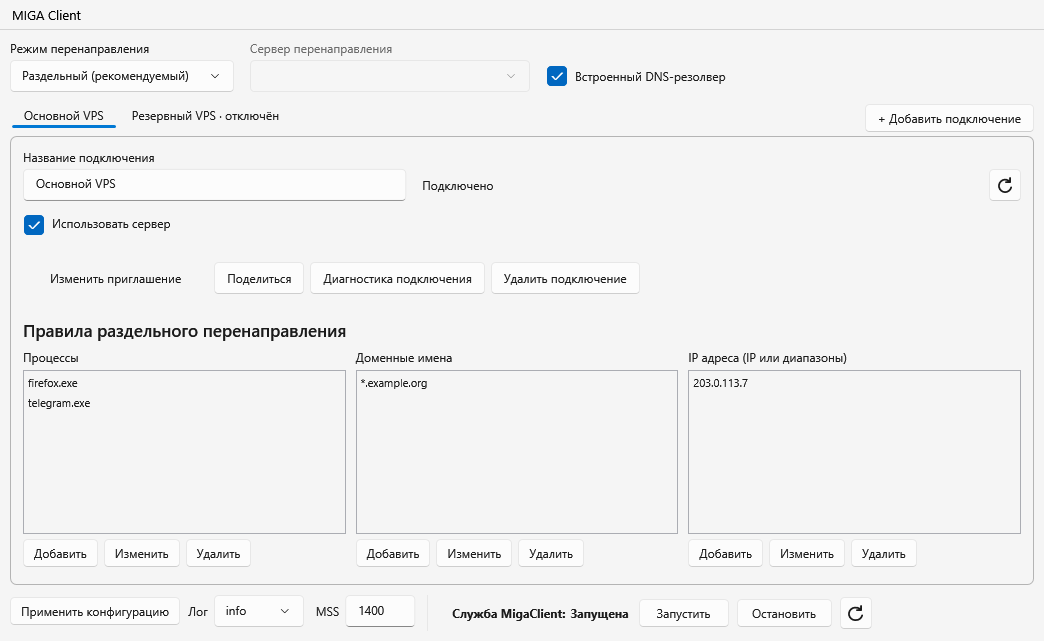 MIGA Client
Режим перенаправления
Сервер перенаправления
Раздельный (рекомендуемый)
Встроенный DNS-резолвер
Основной VPS
Резервный VPS · отключён
+ Добавить подключение
Название подключения
Основной VPS
Подключено
Использовать сервер
Изменить приглашение
Поделиться
Диагностика подключения
Удалить подключение
Правила раздельного перенаправления
Процессы
Доменные имена
IP адреса (IP или диапазоны)
firefox.exe
telegram.exe
*.example.org
203.0.113.7
Добавить
Изменить
Удалить
Добавить
Изменить
Удалить
Добавить
Изменить
Удалить
Применить конфигурацию
Лог
info
MSS
1400
Служба MigaClient: Запущена
Запустить
Остановить